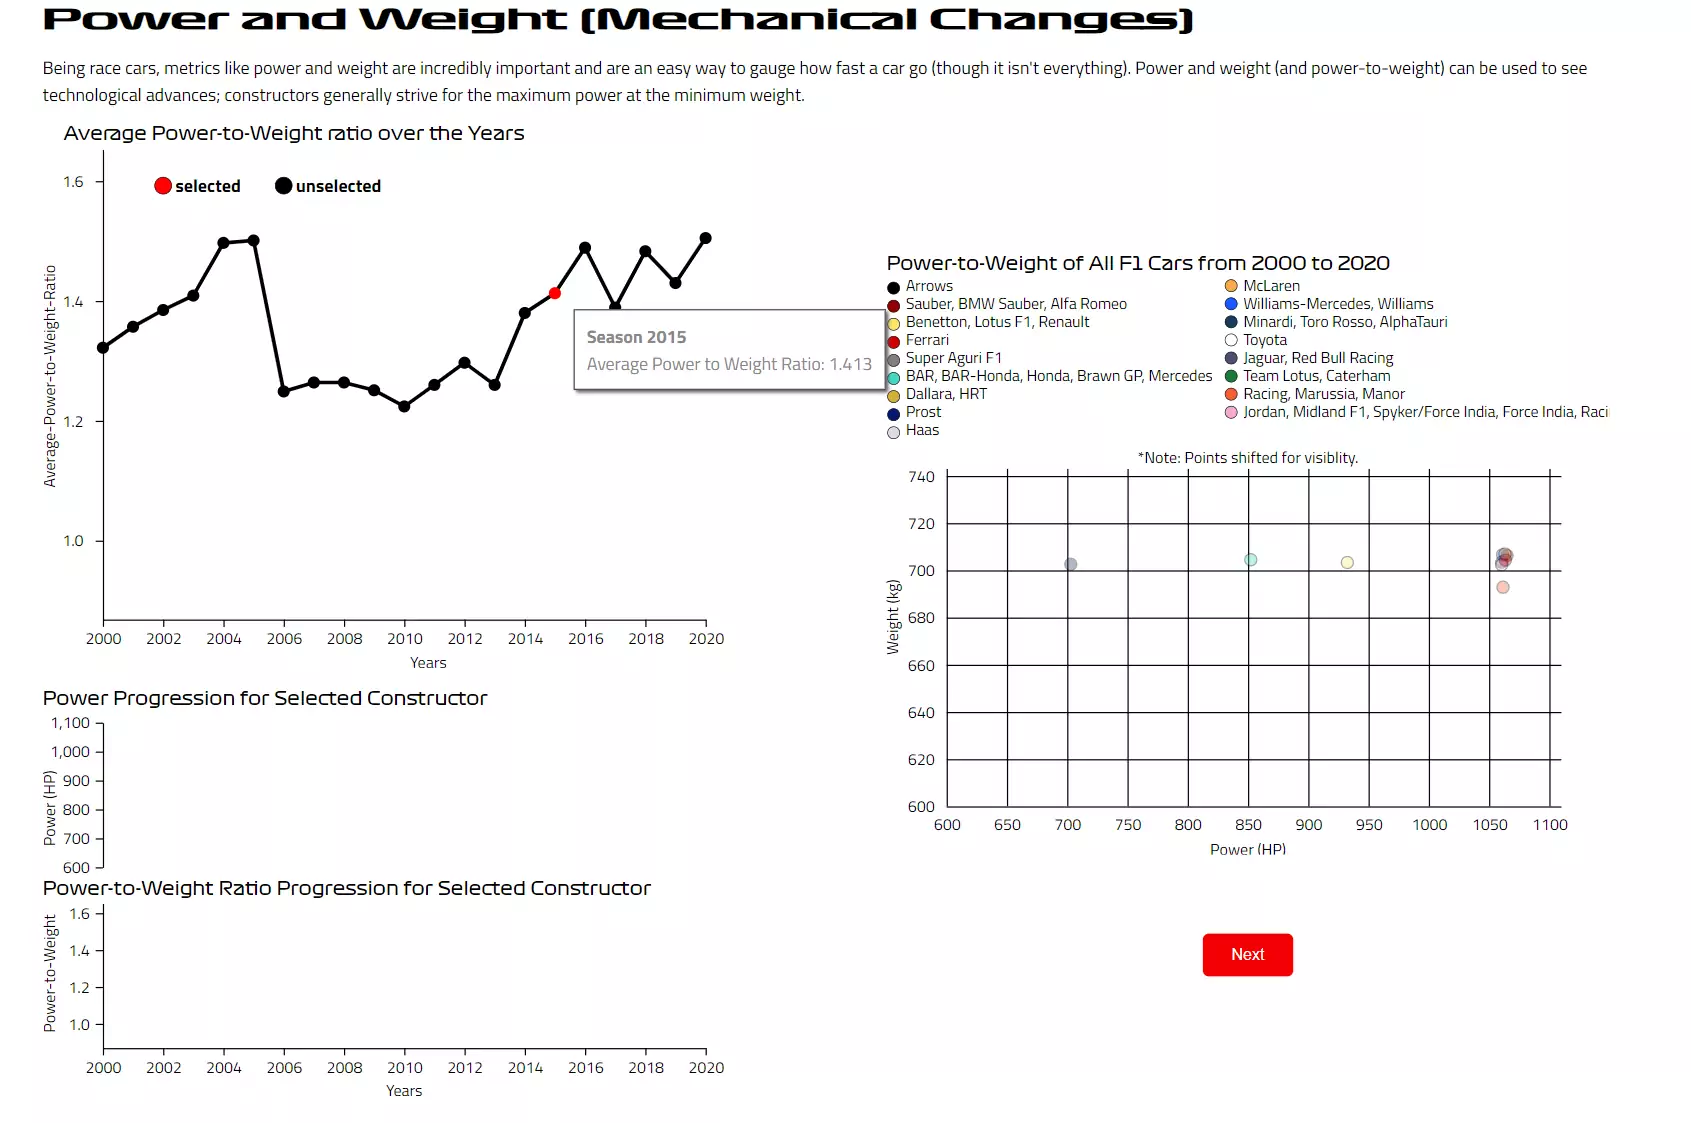 Power and Weight (Mechanical Changes)
Being race cars, metrics like power and weight are incredibly important and are an easy way to gauge how fast a car go (though it isn't everything). Power and weight (and power-to-weight) can be used to see
technological advances; constructors generally strive for the maximum power at the minimum weight.
Average Power-to-Weight ratio over the Years
selected
unselected
1.6
1.4
1.2
1.0
Average-Power-to-Weight-Ratio
2000 2002 2004 2006 2008 2010 2012 2014 2016 2018 2020
Years
Season 2015
Average Power to Weight Ratio: 1.413
Power-to-Weight of All F1 Cars from 2000 to 2020
Arrows
Sauber, BMW Sauber, Alfa Romeo
Benetton, Lotus F1, Renault
Ferrari
Super Aguri F1
BAR, BAR-Honda, Honda, Brawn GP, Mercedes
Dallara, HRT
Prost
Haas
McLaren
Williams-Mercedes, Williams
Minardi, Toro Rosso, AlphaTauri
Toyota
Jaguar, Red Bull Racing
Team Lotus, Caterham
Racing, Marussia, Manor
Jordan, Midland F1, Spyker/Force India, Force India, Raci
*Note: Points shifted for visiblity.
740
720
700
680
660
640
620
600
Weight (kg)
600 650 700 750 800 850 900 950 1000 1050 1100
Power (HP)
Power Progression for Selected Constructor
1,100
1,000
900
800
700
600
Power (HP)
Power-to-Weight Ratio Progression for Selected Constructor
1.6
1.4
1.2
1.0
Power-to-Weight
2000 2002 2004 2006 2008 2010 2012 2014 2016 2018 2020
Years
Next